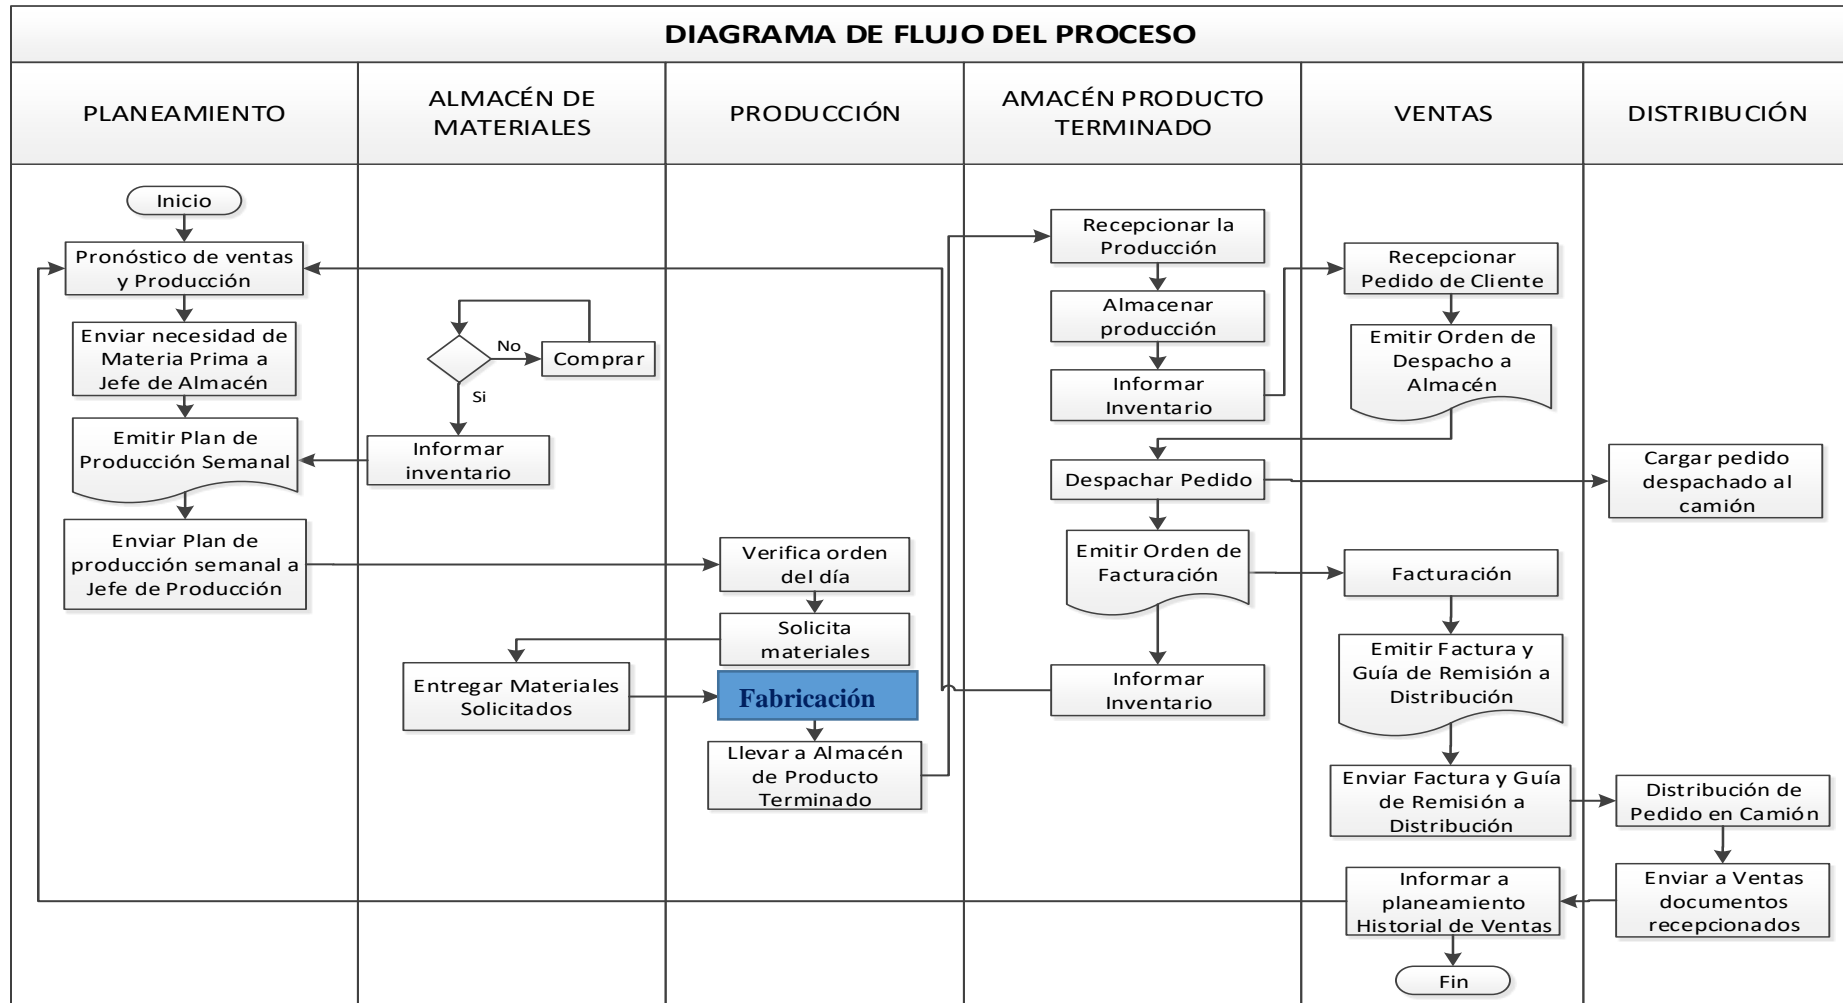 DIAGRAMA DE FLUJO DEL PROCESO
PLANEAMIENTO
ALMACÉN DE
MATERIALES
PRODUCCIÓN
AMACÉN PRODUCTO
TERMINADO
VENTAS
DISTRIBUCIÓN
Inicio
Pronóstico de ventas
y Producción
Enviar necesidad de
Materia Prima a
Jefe de Almacén
Emitir Plan de
Producción Semanal
Enviar Plan de
producción semanal a
Jefe de Producción
No
Comprar
Si
Informar
inventario
Entregar Materiales
Solicitados
Verifica orden
del día
Solicita
materiales
Fabricación
Llevar a Almacén
de Producto
Terminado
Recepcionar la
Producción
Almacenar
producción
Informar
Inventario
Despachar Pedido
Emitir Orden de
Facturación
Informar
Inventario
Recepcionar
Pedido de Cliente
Emitir Orden de
Despacho a
Almacén
Facturación
Emitir Factura y
Guía de Remisión a
Distribución
Enviar Factura y Guía
de Remisión a
Distribución
Informar a
planeamiento
Historial de Ventas
Fin
Cargar pedido
despachado al
camión
Distribución de
Pedido en Camión
Enviar a Ventas
documentos
recepcionados